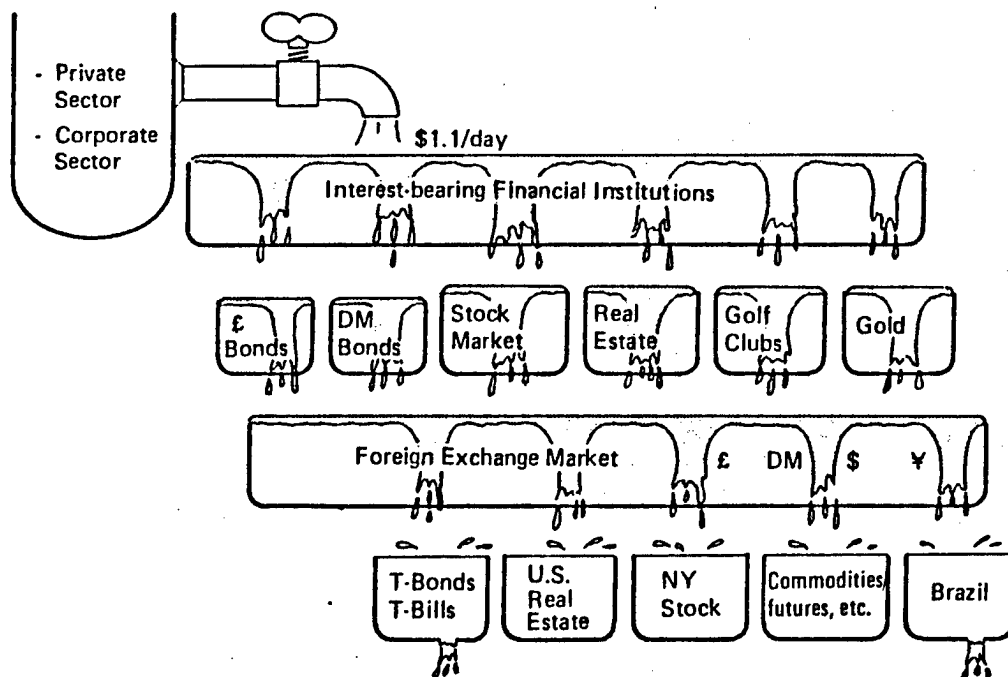 - Private
Sector
- Corporate
Sector
$1.1/day
Interest-bearing Financial Institutions
£
Bonds
DM
Bonds
Stock
Market
Real
Estate
Golf
Clubs
Gold
Foreign Exchange Market £ DM $ ¥
T-Bonds
T-Bills
U.S.
Real
Estate
NY
Stock
Commodities,
futures, etc.
Brazil